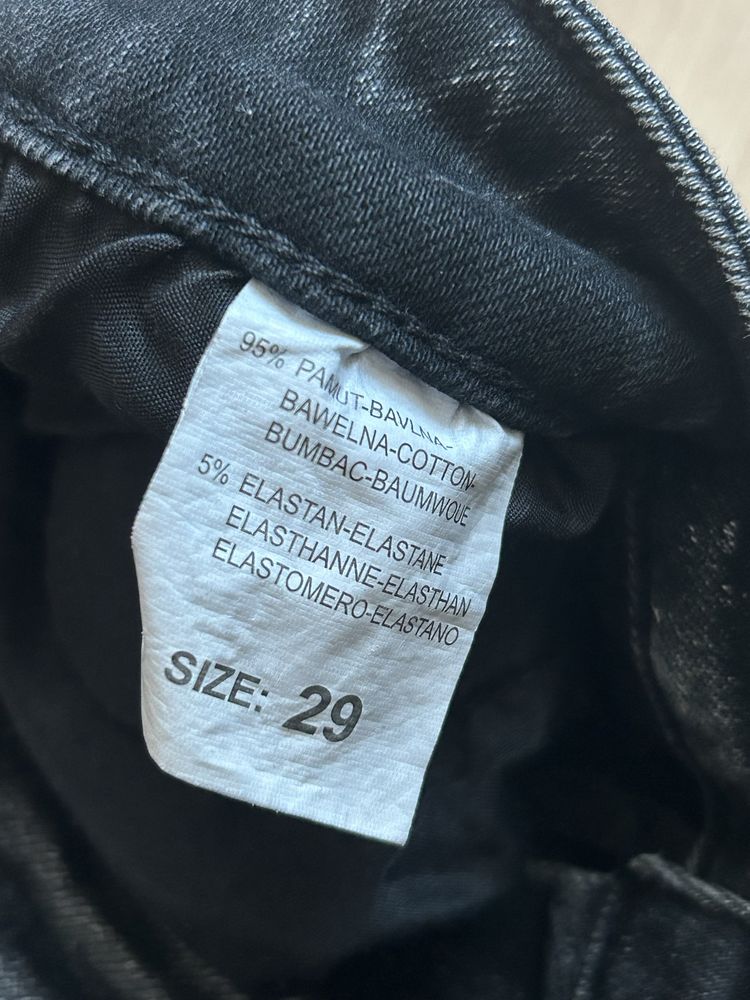 95% PAMUT-BAVLNA-
BAWELNA-COTTON-
BUMBAC-BAUMWOUE
5% ELASTAN-ELASTANE
ELASTHANNE-ELASTHAN
ELASTOMERO-ELASTANO
SIZE: 29